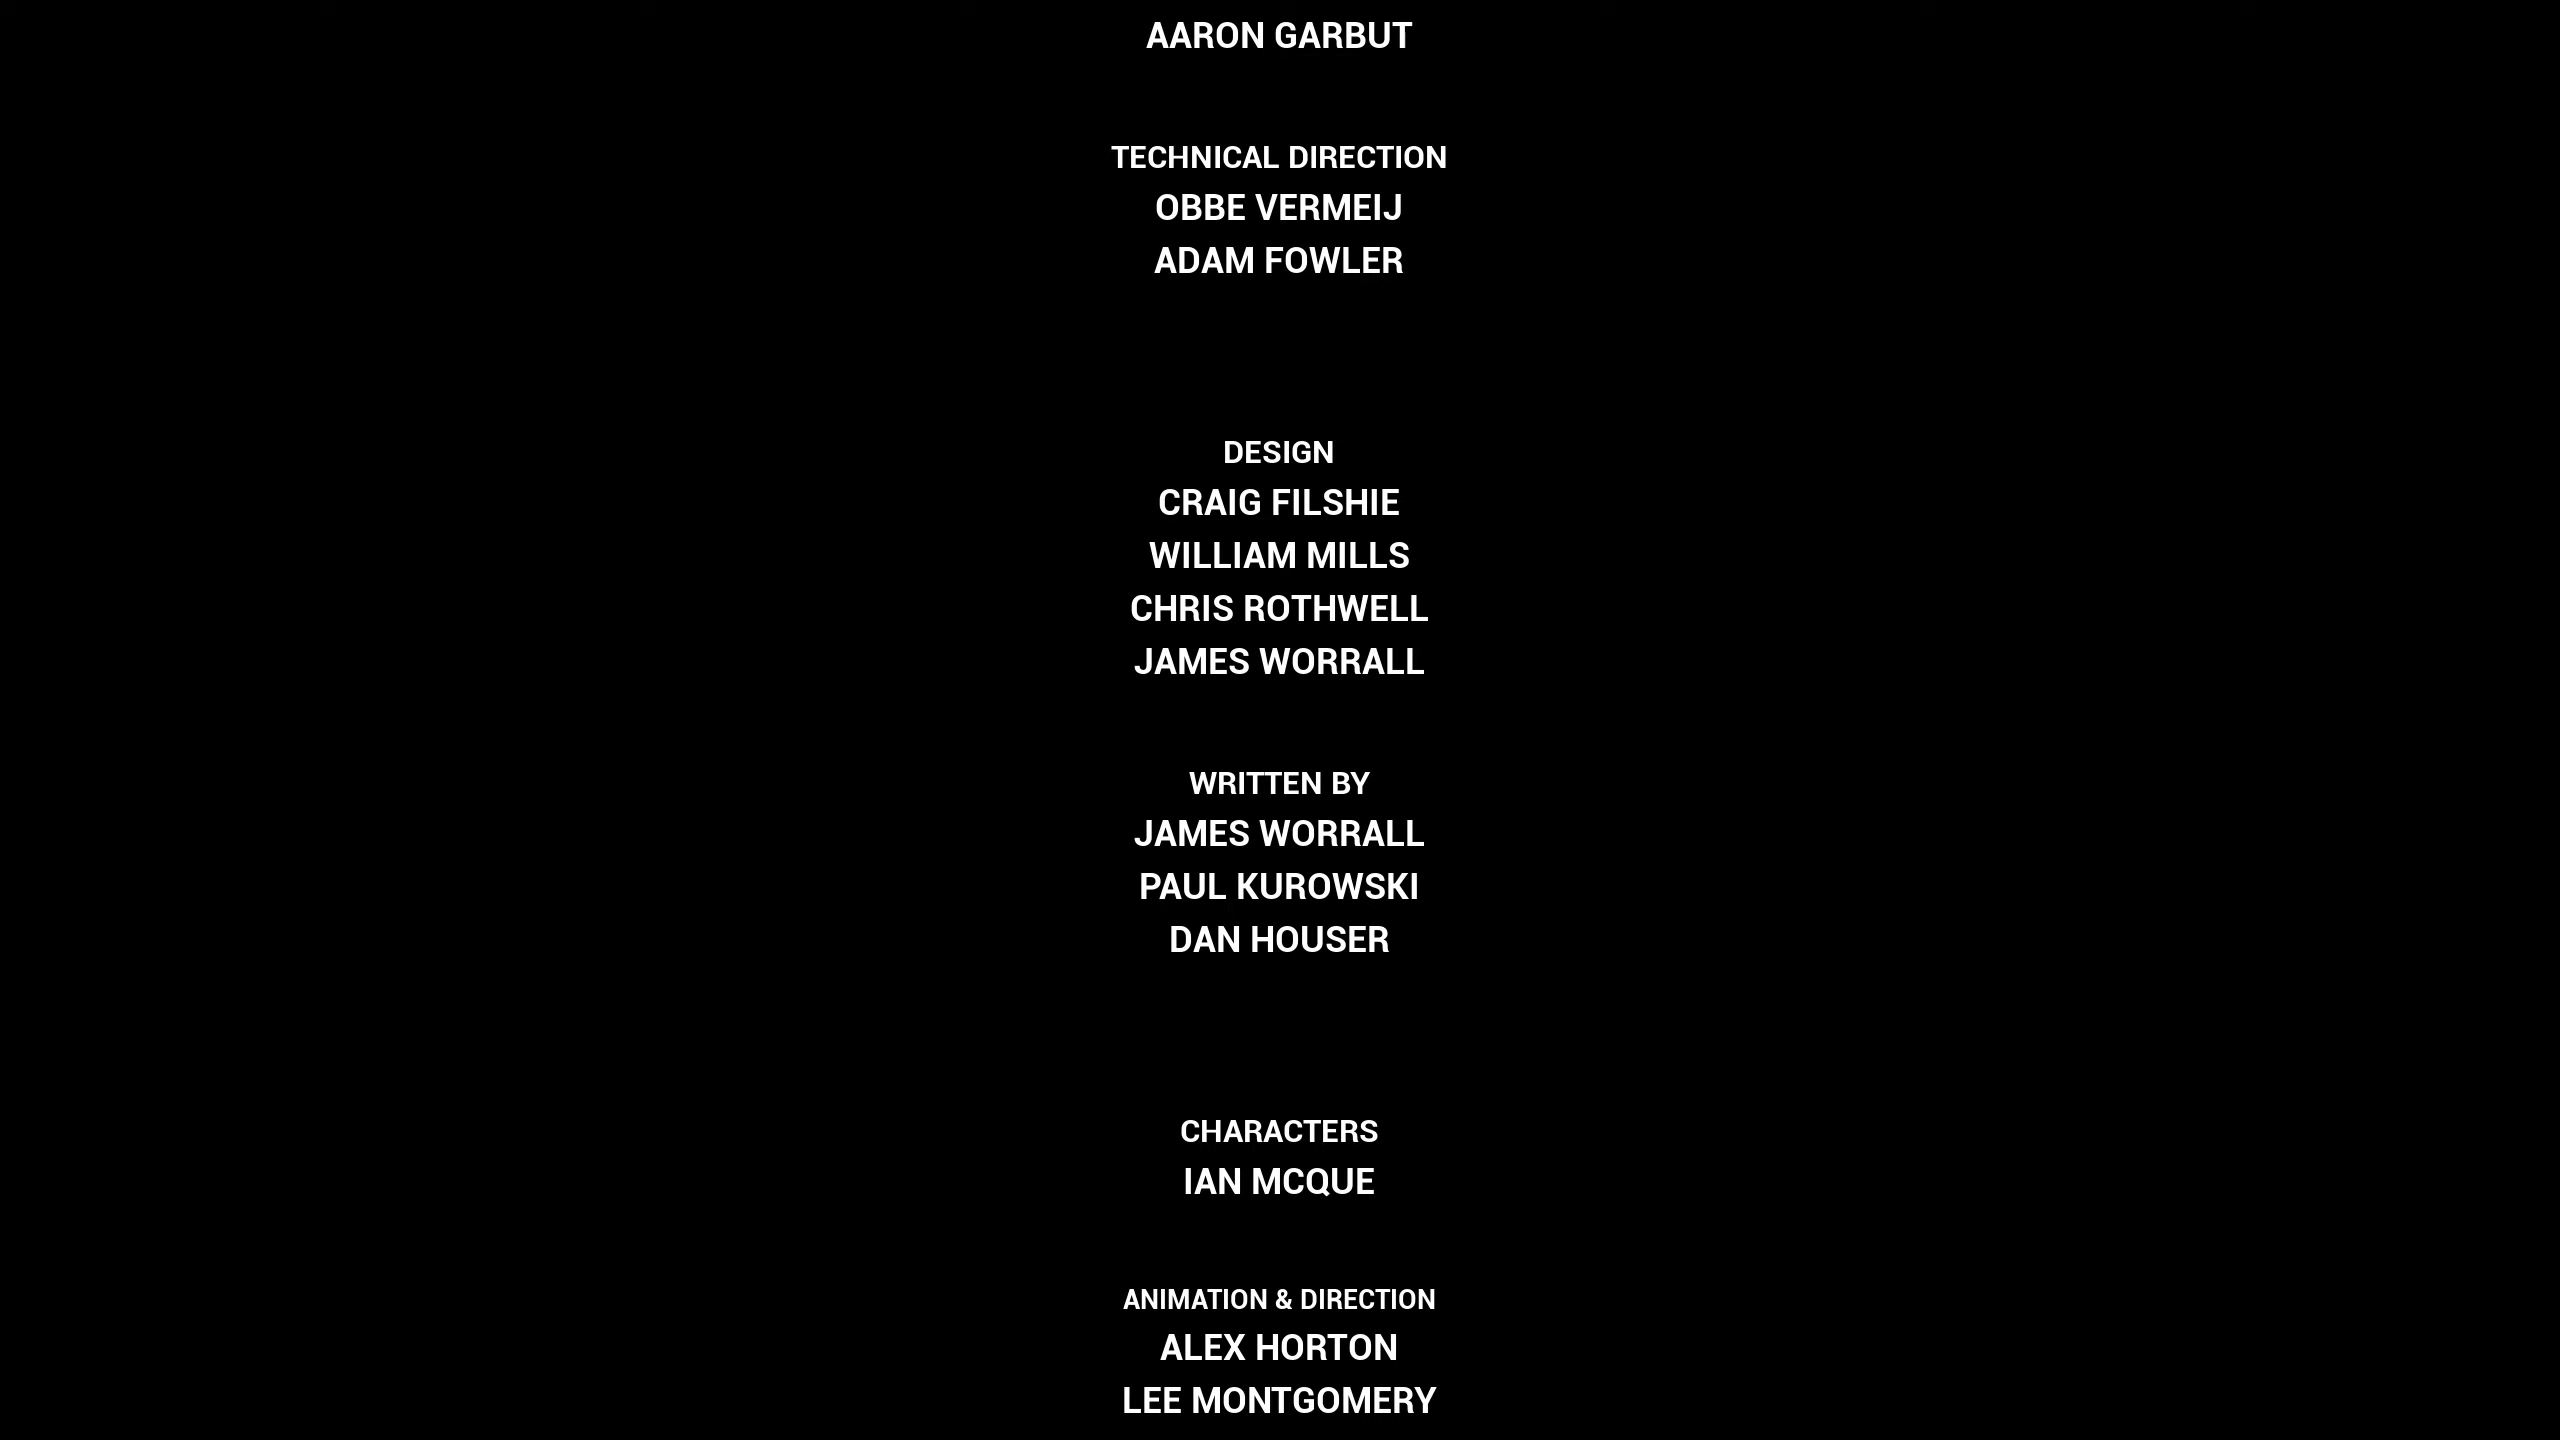 AARON GARBUT
TECHNICAL DIRECTION
OBBE VERMEIJ
ADAM FOWLER
DESIGN
CRAIG FILSHIE
WILLIAM MILLS
CHRIS ROTHWELL
JAMES WORRALL
WRITTEN BY
JAMES WORRALL
PAUL KUROWSKI
DAN HOUSER
CHARACTERS
IAN MCQUE
ANIMATION & DIRECTION
ALEX HORTON
LEE MONTGOMERY